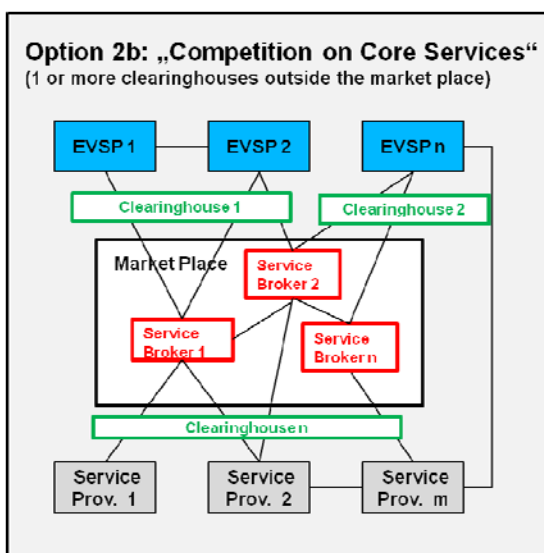 Option 2b: „Competition on Core Services“
(1 or more clearinghouses outside the market place)
EVSP 1
EVSP 2
EVSP n
Clearinghouse 1
Clearinghouse 2
Market Place
Service
Broker 2
Service
Broker 1
Service
Broker n
Clearinghouse n
Service
Prov. 1
Service
Prov. 2
Service
Prov. m